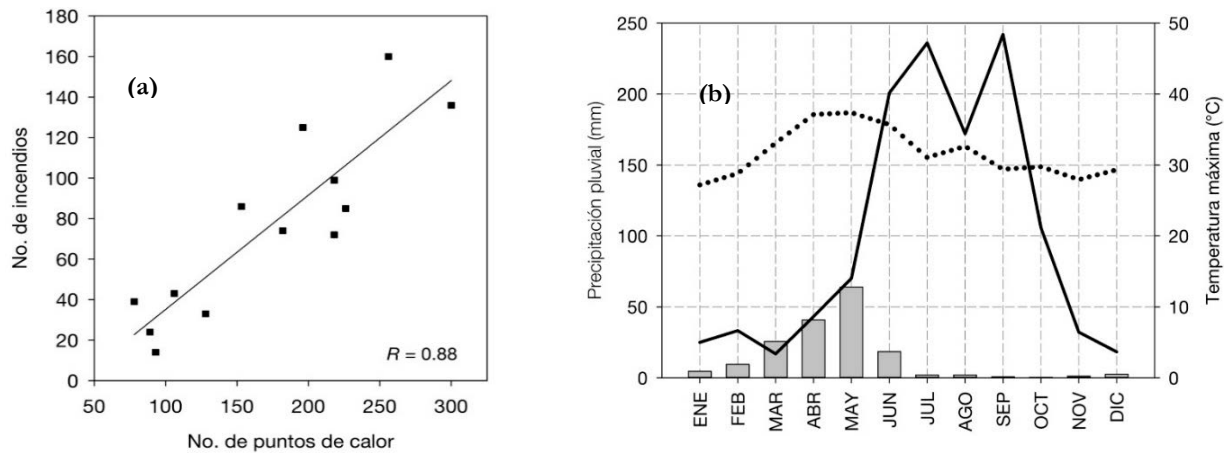 (a)
No. de incendios
180
160
140
120
100
80
60
40
20
0
R = 0.88
50 100 150 200 250 300
No. de puntos de calor
(b)
Precipitación pluvial (mm)
250
200
150
100
50
0
50
40
30
20
10
0
Temperatura máxima (°C)
ENE FEB MAR ABR MAY JUN JUL AGO SEP OCT NOV DIC